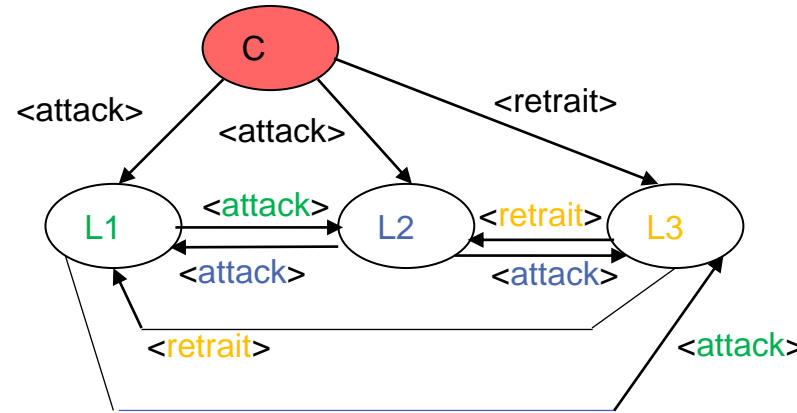 C
<retrait>
<attack>
<attack>
L1
<attack>
L2
<retrait>
L3
<attack>
<attack>
<retrait>
<attack>